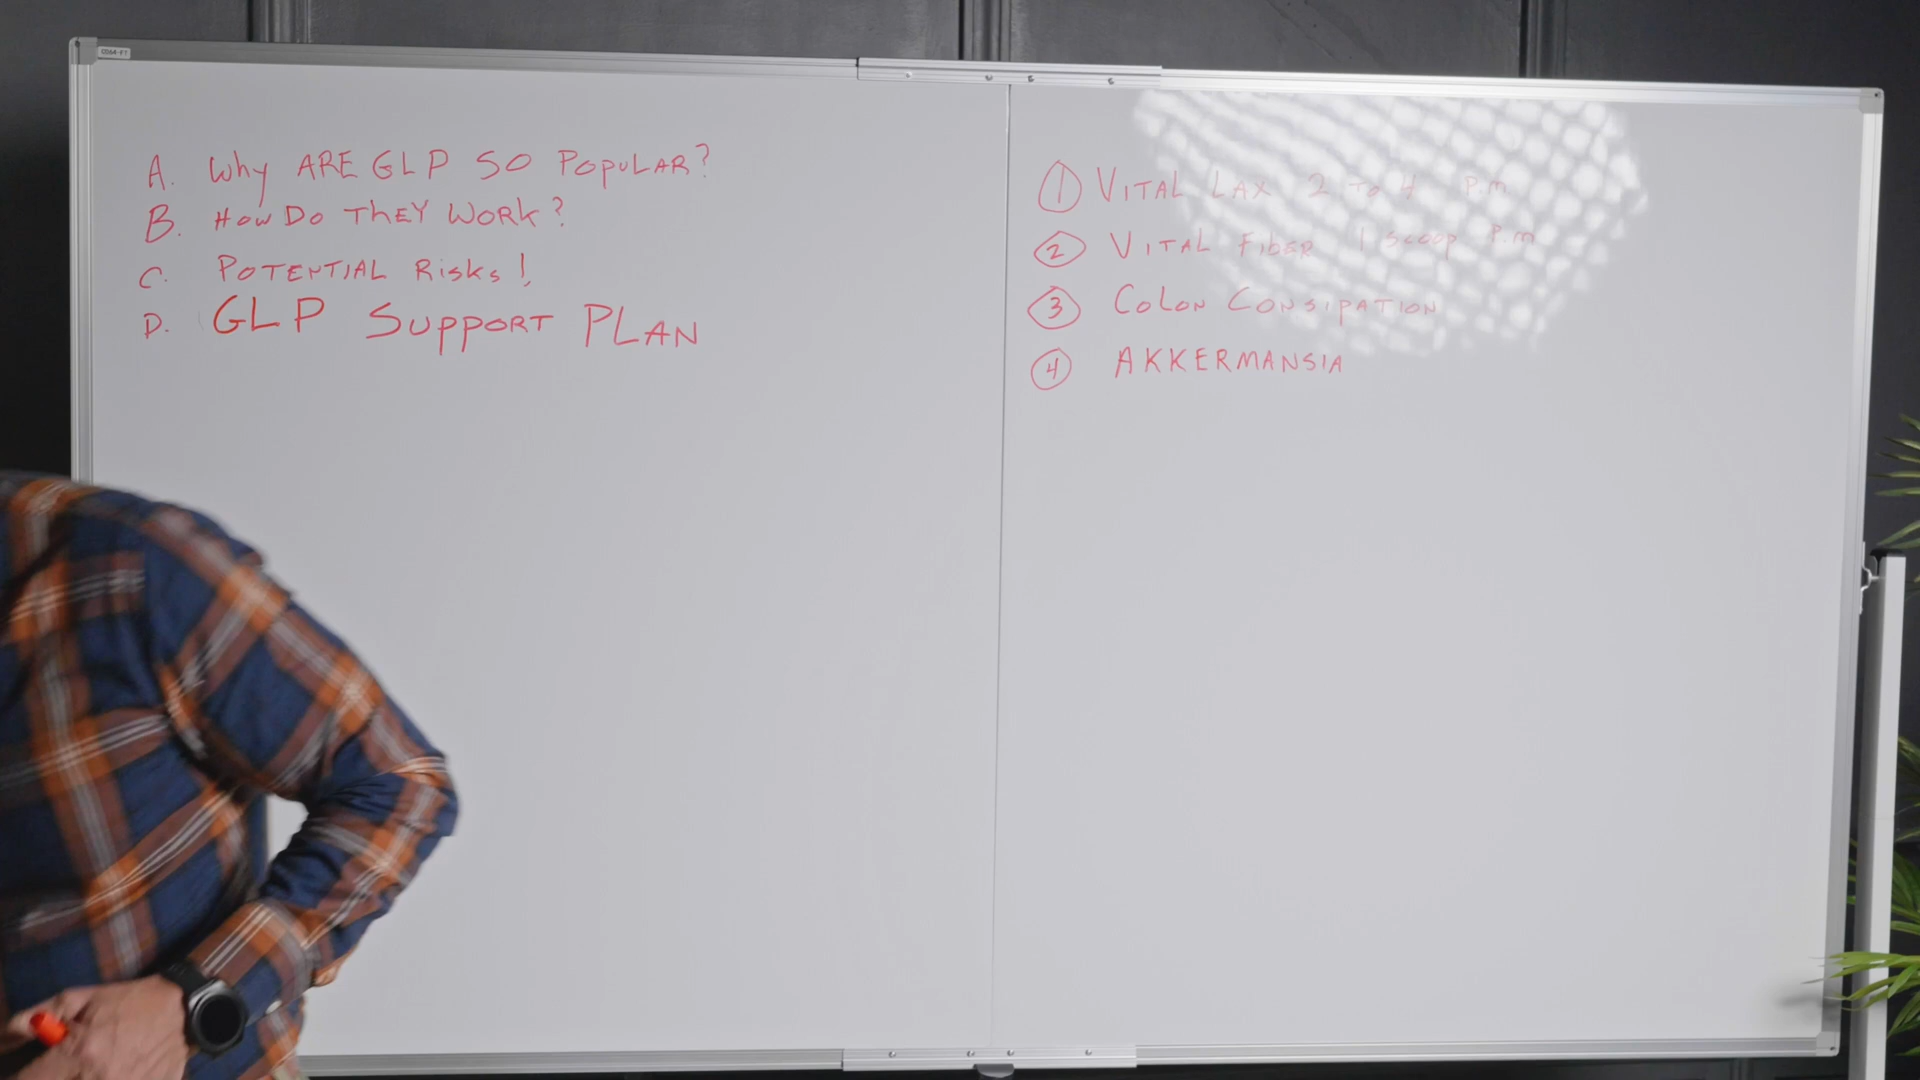 A. Why ARE GLP SO POPULAR?
B. HOW DO THEY WORK?
C. POTENTIAL Risks!
D. GLP SUPPORT PLAN
① VITAL LAX 2 TO 4 P.M
② VITAL FIBER 1 SCOOP P.M
③ COLON CONSIPATION
④ AKKERMANSIA